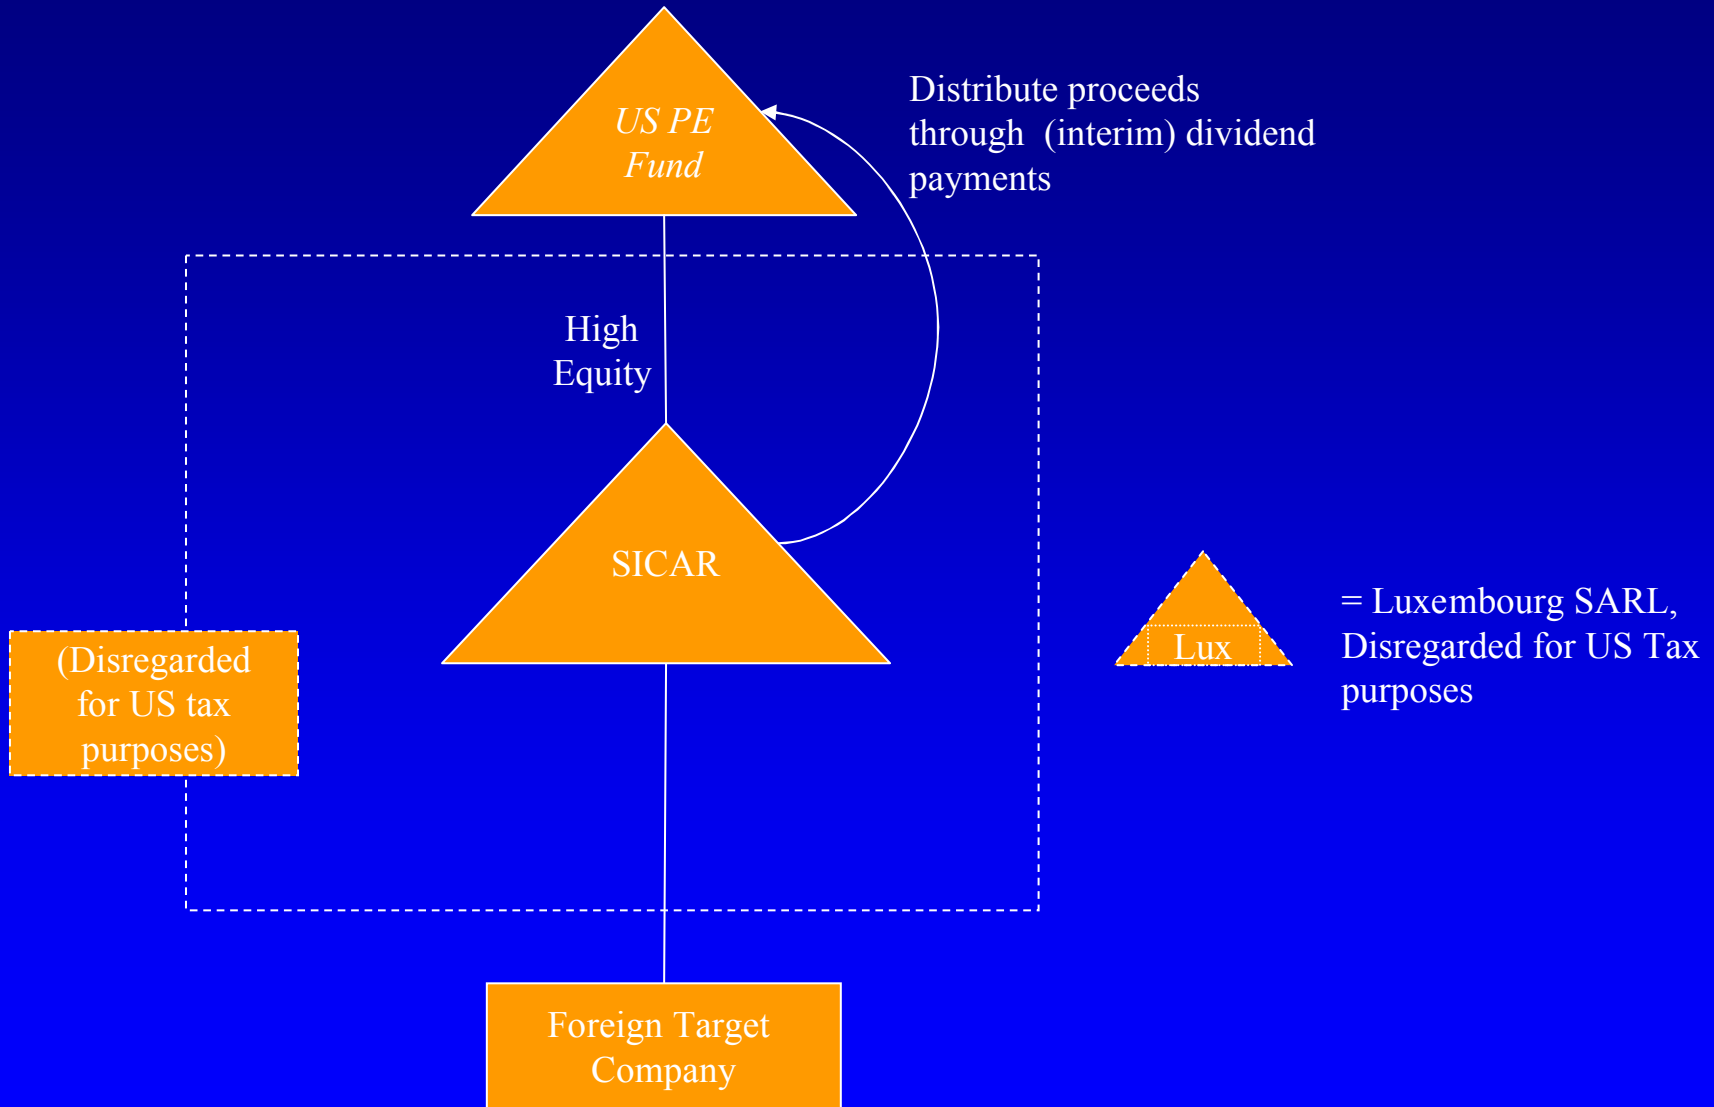 US PE
Fund
Distribute proceeds
through (interim) dividend
payments
High
Equity
SICAR
(Disregarded
for US tax
purposes)
Lux
= Luxembourg SARL,
Disregarded for US Tax
purposes
Foreign Target
Company